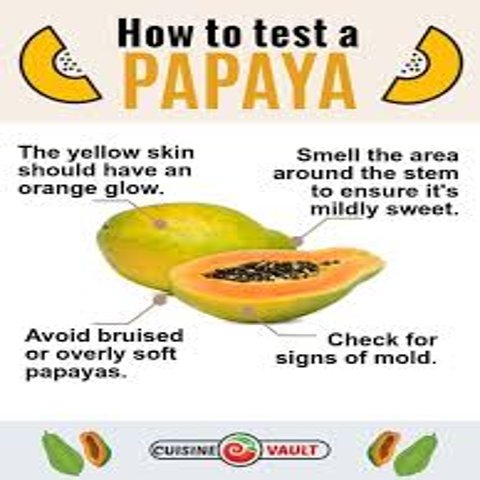 How to test a
PAPAYA
The yellow skin
should have an
orange glow.
Smell the area
around the stem
to ensure it's
mildly sweet.
Avoid bruised
or overly soft
papayas.
Check for
signs of mold.
CUISINE VAULT